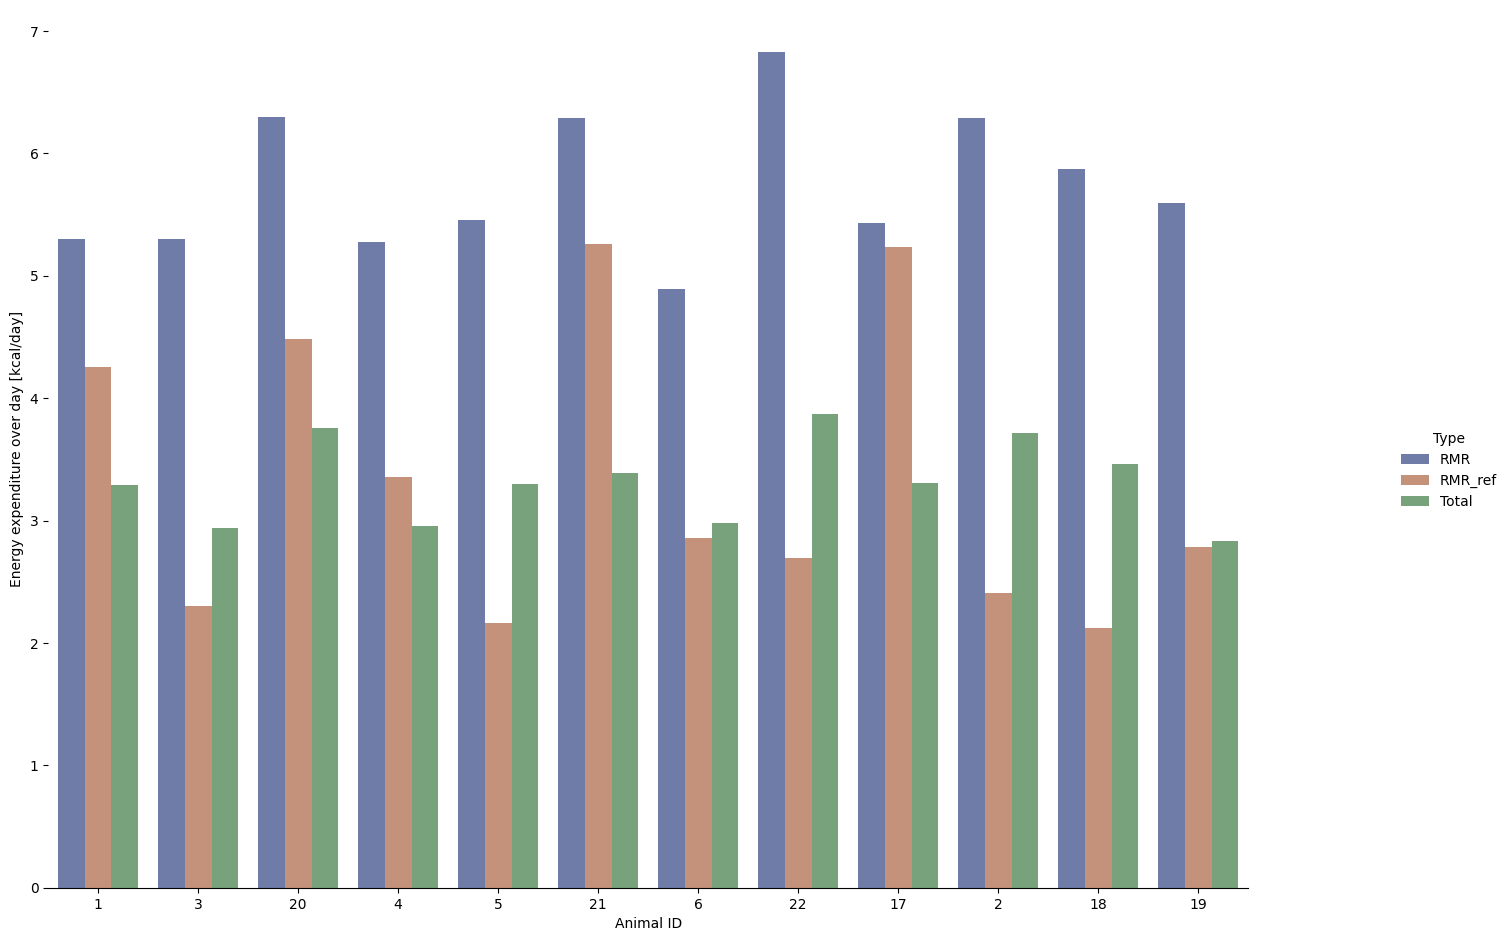 7
6
5
4
3
2
1
0
Energy expenditure over day [kcal/day]
1 3 20 4 5 21 6 22 17 2 18 19
Animal ID
Type
RMR
RMR_ref
Total